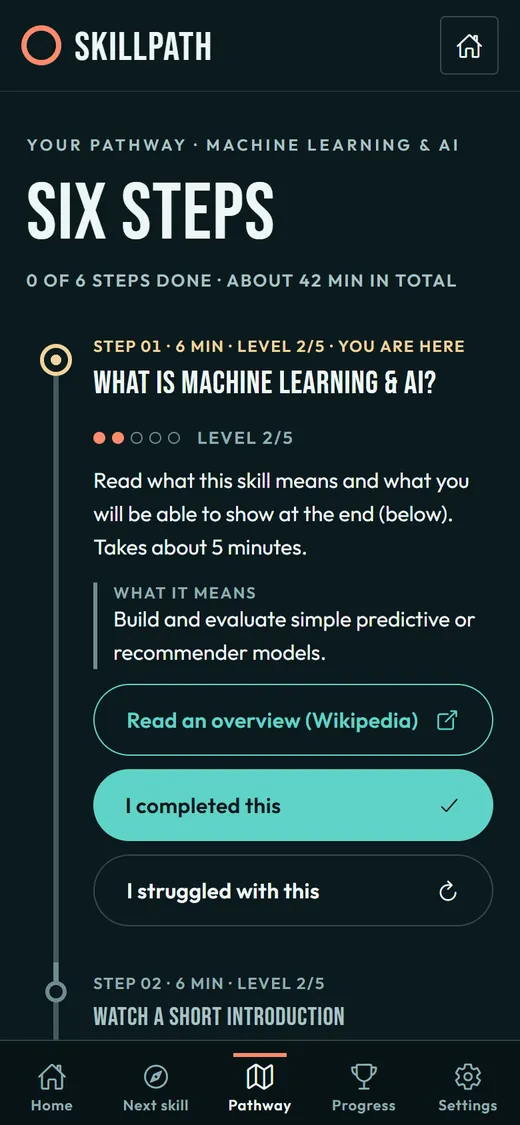 SKILLPATH
YOUR PATHWAY · MACHINE LEARNING & AI
SIX STEPS
0 OF 6 STEPS DONE · ABOUT 42 MIN IN TOTAL
STEP 01 · 6 MIN · LEVEL 2/5 · YOU ARE HERE
WHAT IS MACHINE LEARNING & AI?
LEVEL 2/5
Read what this skill means and what you
will be able to show at the end (below).
Takes about 5 minutes.
WHAT IT MEANS
Build and evaluate simple predictive or
recommender models.
Read an overview (Wikipedia)
I completed this
I struggled with this
STEP 02 · 6 MIN · LEVEL 2/5
WATCH A SHORT INTRODUCTION
Home
Next skill
Pathway
Progress
Settings